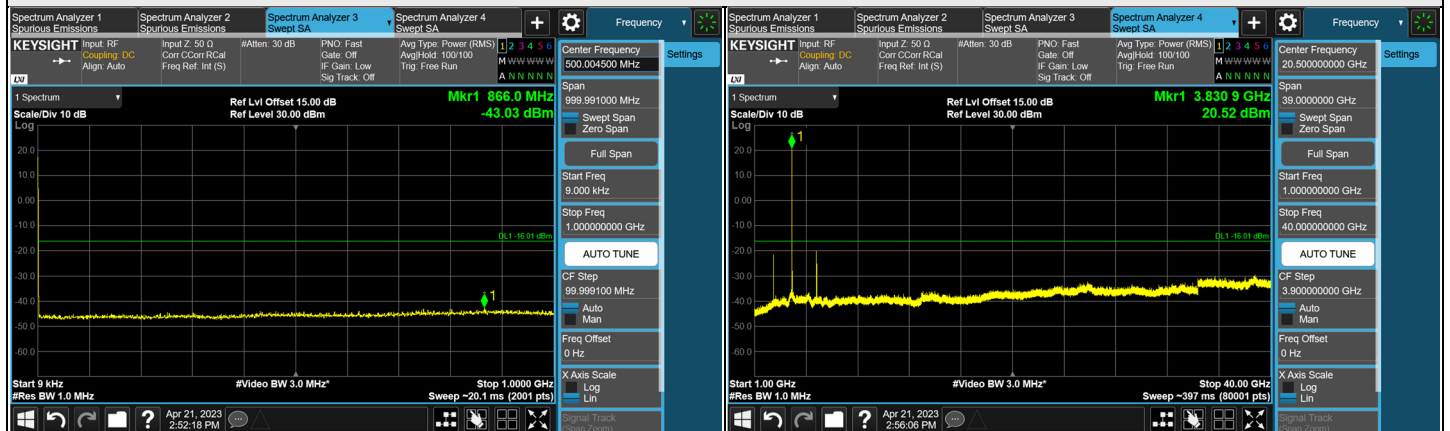 Spectrum Analyzer 1
Spurious Emissions
Spectrum Analyzer 2
Spurious Emissions
Spectrum Analyzer 3
Swept SA
Spectrum Analyzer 4
Swept SA
+
Frequency
KEYSIGHT
LXI
Input: RF
Coupling: DC
Align: Auto
Input Z: 50 Ω
Corr CCorr RCal
Freq Ref: Int (S)
#Atten: 30 dB
PNO: Fast
Gate: Off
IF Gain: Low
Sig Track: Off
Avg Type: Power (RMS)
Avg|Hold: 100/100
Trig: Free Run
1 2 3 4 5 6
M W W W W W
A N N N N N
Center Frequency
500.004500 MHz
Settings
1 Spectrum
Scale/Div 10 dB
Log
Ref Lvl Offset 15.00 dB
Ref Level 30.00 dBm
Mkr1 866.0 MHz
-43.03 dBm
20.0
10.0
0.00
-10.0
-20.0
-30.0
-40.0
-50.0
-60.0
DL1 -16.01 dBm
1
Span
999.991000 MHz
Swept Span
Zero Span
Full Span
Start Freq
9.000 kHz
Stop Freq
1.000000000 GHz
AUTO TUNE
CF Step
99.999100 MHz
Auto
Man
Freq Offset
0 Hz
X Axis Scale
Log
Lin
Signal Track
(Span Zoom)
Start 9 kHz
#Res BW 1.0 MHz
#Video BW 3.0 MHz*
Stop 1.0000 GHz
Sweep ~20.1 ms (2001 pts)
?
Apr 21, 2023
2:52:18 PM
Spectrum Analyzer 1
Spurious Emissions
Spectrum Analyzer 2
Spurious Emissions
Spectrum Analyzer 3
Swept SA
Spectrum Analyzer 4
Swept SA
+
Frequency
KEYSIGHT
LXI
Input: RF
Coupling: DC
Align: Auto
Input Z: 50 Ω
Corr CCorr RCal
Freq Ref: Int (S)
#Atten: 30 dB
PNO: Fast
Gate: Off
IF Gain: Low
Sig Track: Off
Avg Type: Power (RMS)
Avg|Hold: 100/100
Trig: Free Run
1 2 3 4 5 6
M W W W W W
A N N N N N
Center Frequency
20.500000000 GHz
Settings
1 Spectrum
Scale/Div 10 dB
Log
Ref Lvl Offset 15.00 dB
Ref Level 30.00 dBm
Mkr1 3.830 9 GHz
20.52 dBm
20.0
10.0
0.00
-10.0
-20.0
-30.0
-40.0
-50.0
-60.0
DL1 -16.01 dBm
1
Span
39.0000000 GHz
Swept Span
Zero Span
Full Span
Start Freq
1.000000000 GHz
Stop Freq
40.000000000 GHz
AUTO TUNE
CF Step
3.900000000 GHz
Auto
Man
Freq Offset
0 Hz
X Axis Scale
Log
Lin
Signal Track
(Span Zoom)
Start 1.00 GHz
#Res BW 1.0 MHz
#Video BW 3.0 MHz*
Stop 40.00 GHz
Sweep ~397 ms (80001 pts)
?
Apr 21, 2023
2:56:06 PM